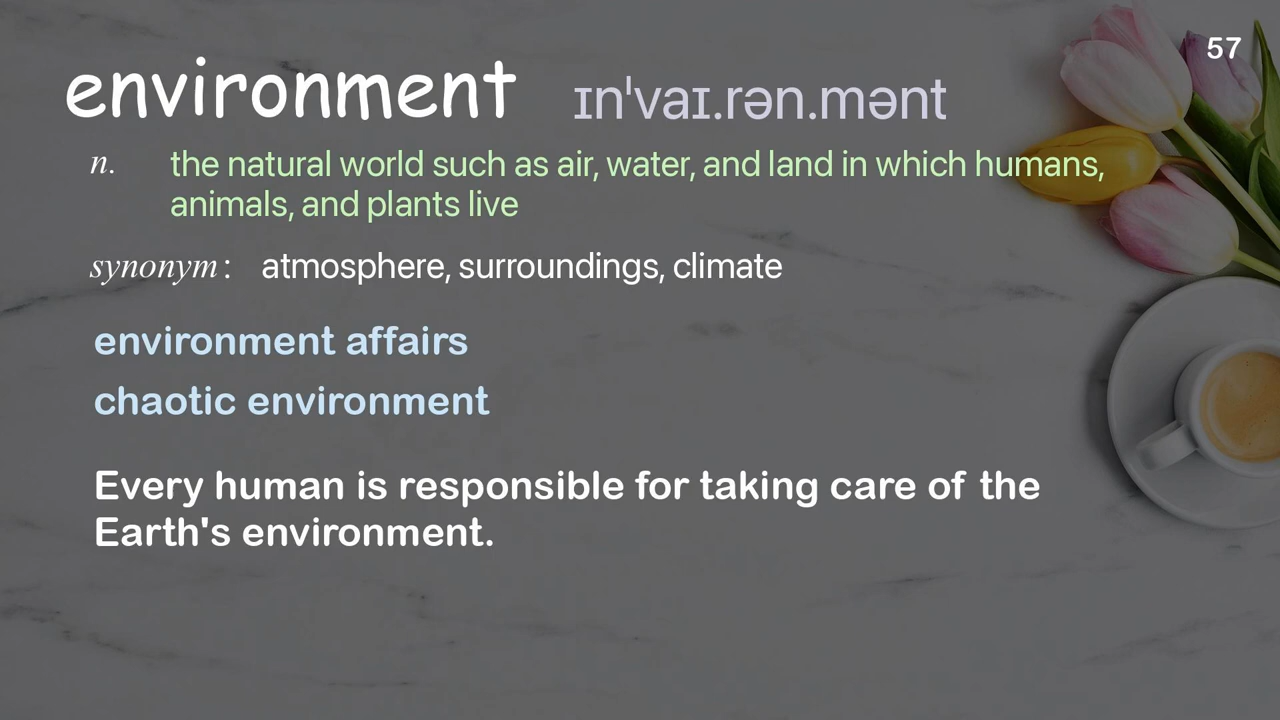 57
environment ɪnˈvaɪ.rən.mənt
n. the natural world such as air, water, and land in which humans,
animals, and plants live
synonym: atmosphere, surroundings, climate
environment affairs
chaotic environment
Every human is responsible for taking care of the
Earth's environment.